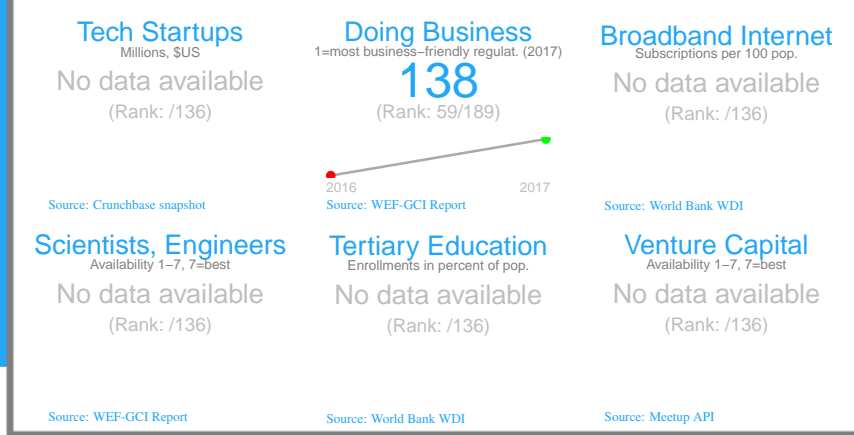 Tech Startups
Millions, $US
No data available
(Rank: /136)
Source: Crunchbase snapshot
Doing Business
1=most business−friendly regulat. (2017)
138
(Rank: 59/189)
2016 2017
Source: WEF-GCI Report
Broadband Internet
Subscriptions per 100 pop.
No data available
(Rank: /136)
Source: World Bank WDI
Scientists, Engineers
Availability 1−7, 7=best
No data available
(Rank: /136)
Source: WEF-GCI Report
Tertiary Education
Enrollments in percent of pop.
No data available
(Rank: /136)
Source: World Bank WDI
Venture Capital
Availability 1−7, 7=best
No data available
(Rank: /136)
Source: Meetup API